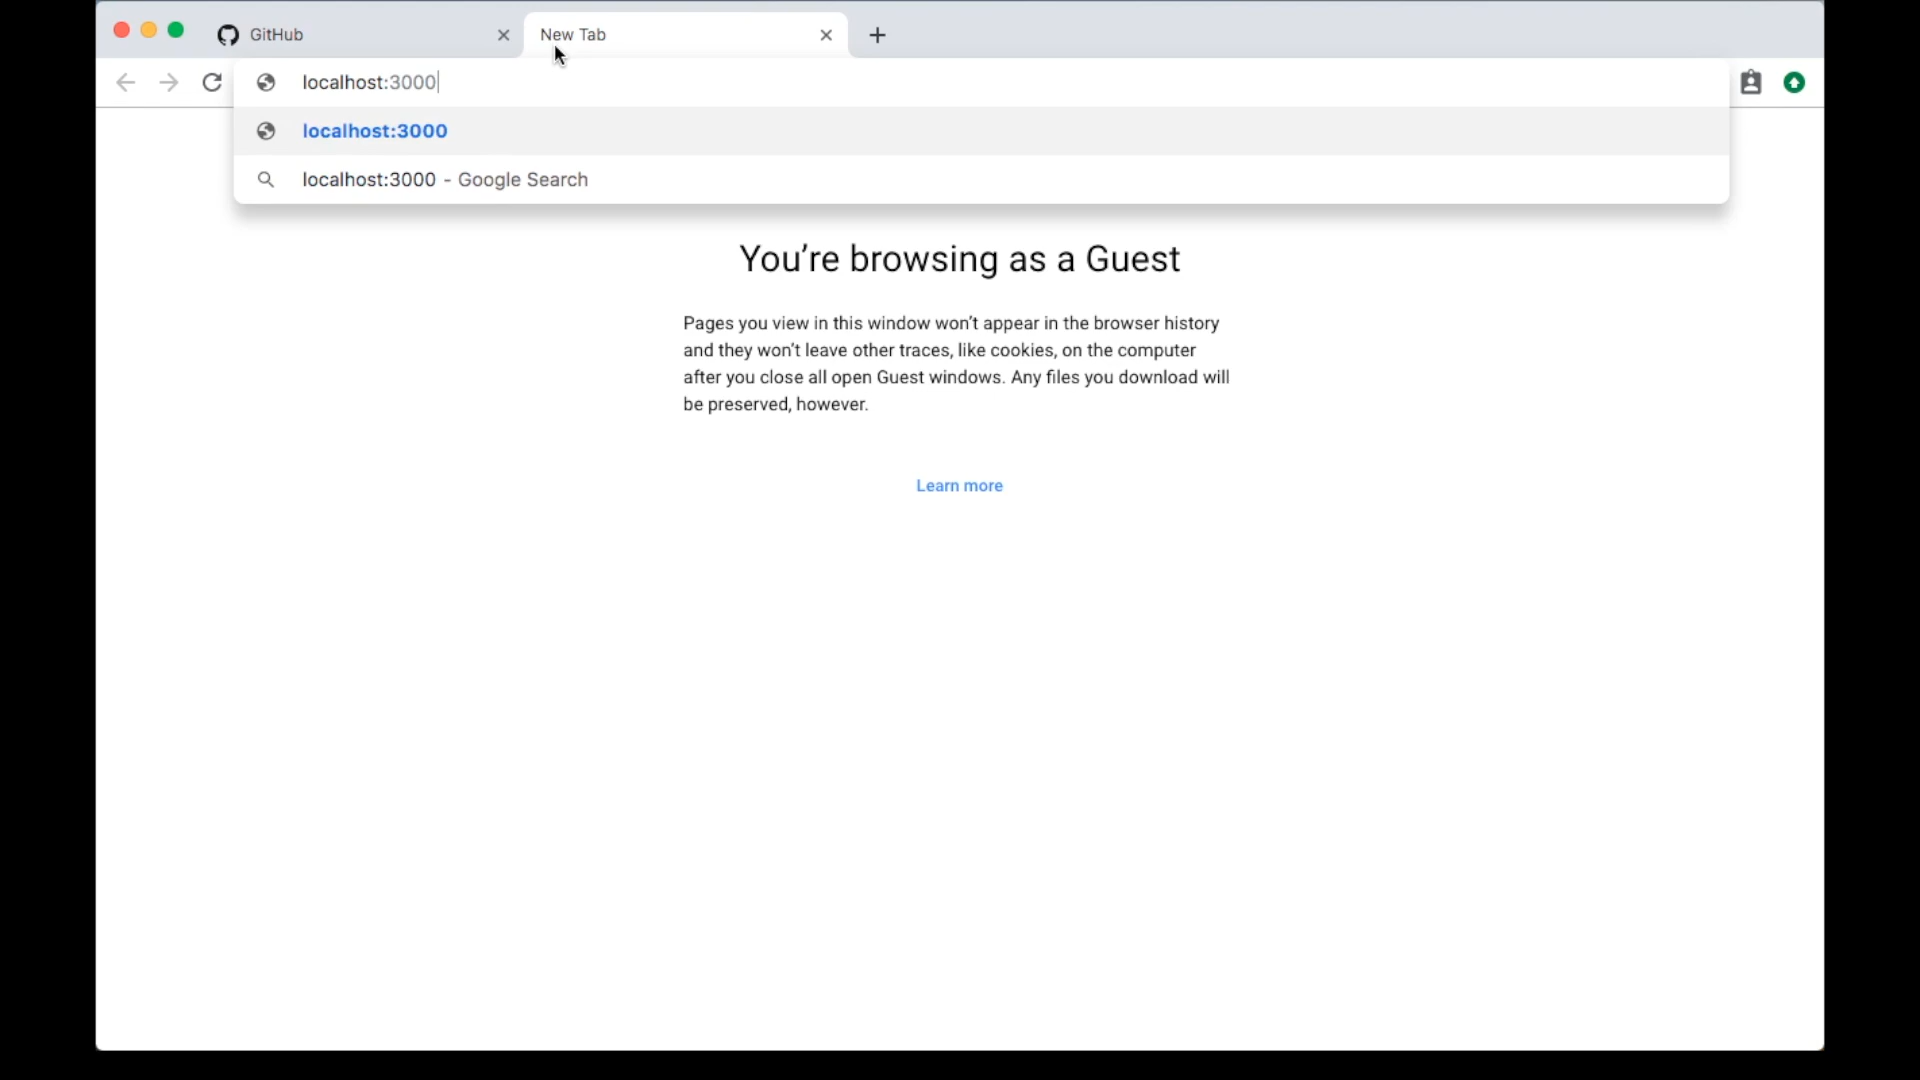 GitHub
New Tab
localhost:3000
localhost:3000
localhost:3000 - Google Search
You’re browsing as a Guest
Pages you view in this window won’t appear in the browser history
and they won’t leave other traces, like cookies, on the computer
after you close all open Guest windows. Any files you download will
be preserved, however.
Learn more